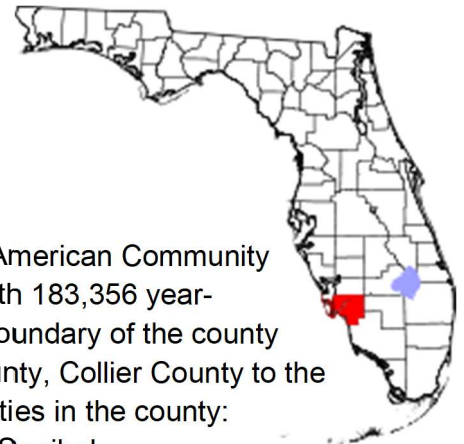 American Community
th 183,356 year-
oundary of the county
nty, Collier County to the
ties in the county: